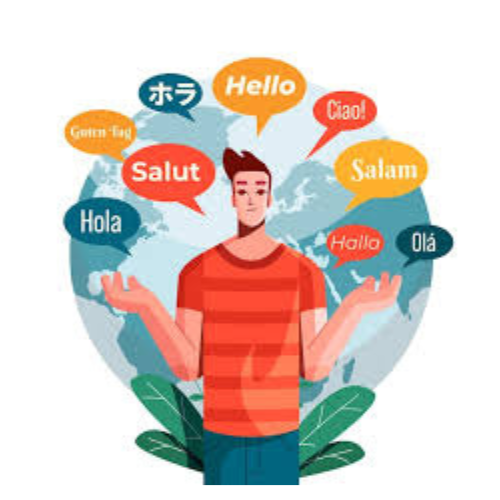 Hello
ホラ
Ciao!
Guten Tag
Salut
Salam
Hola
Hallo
Olá